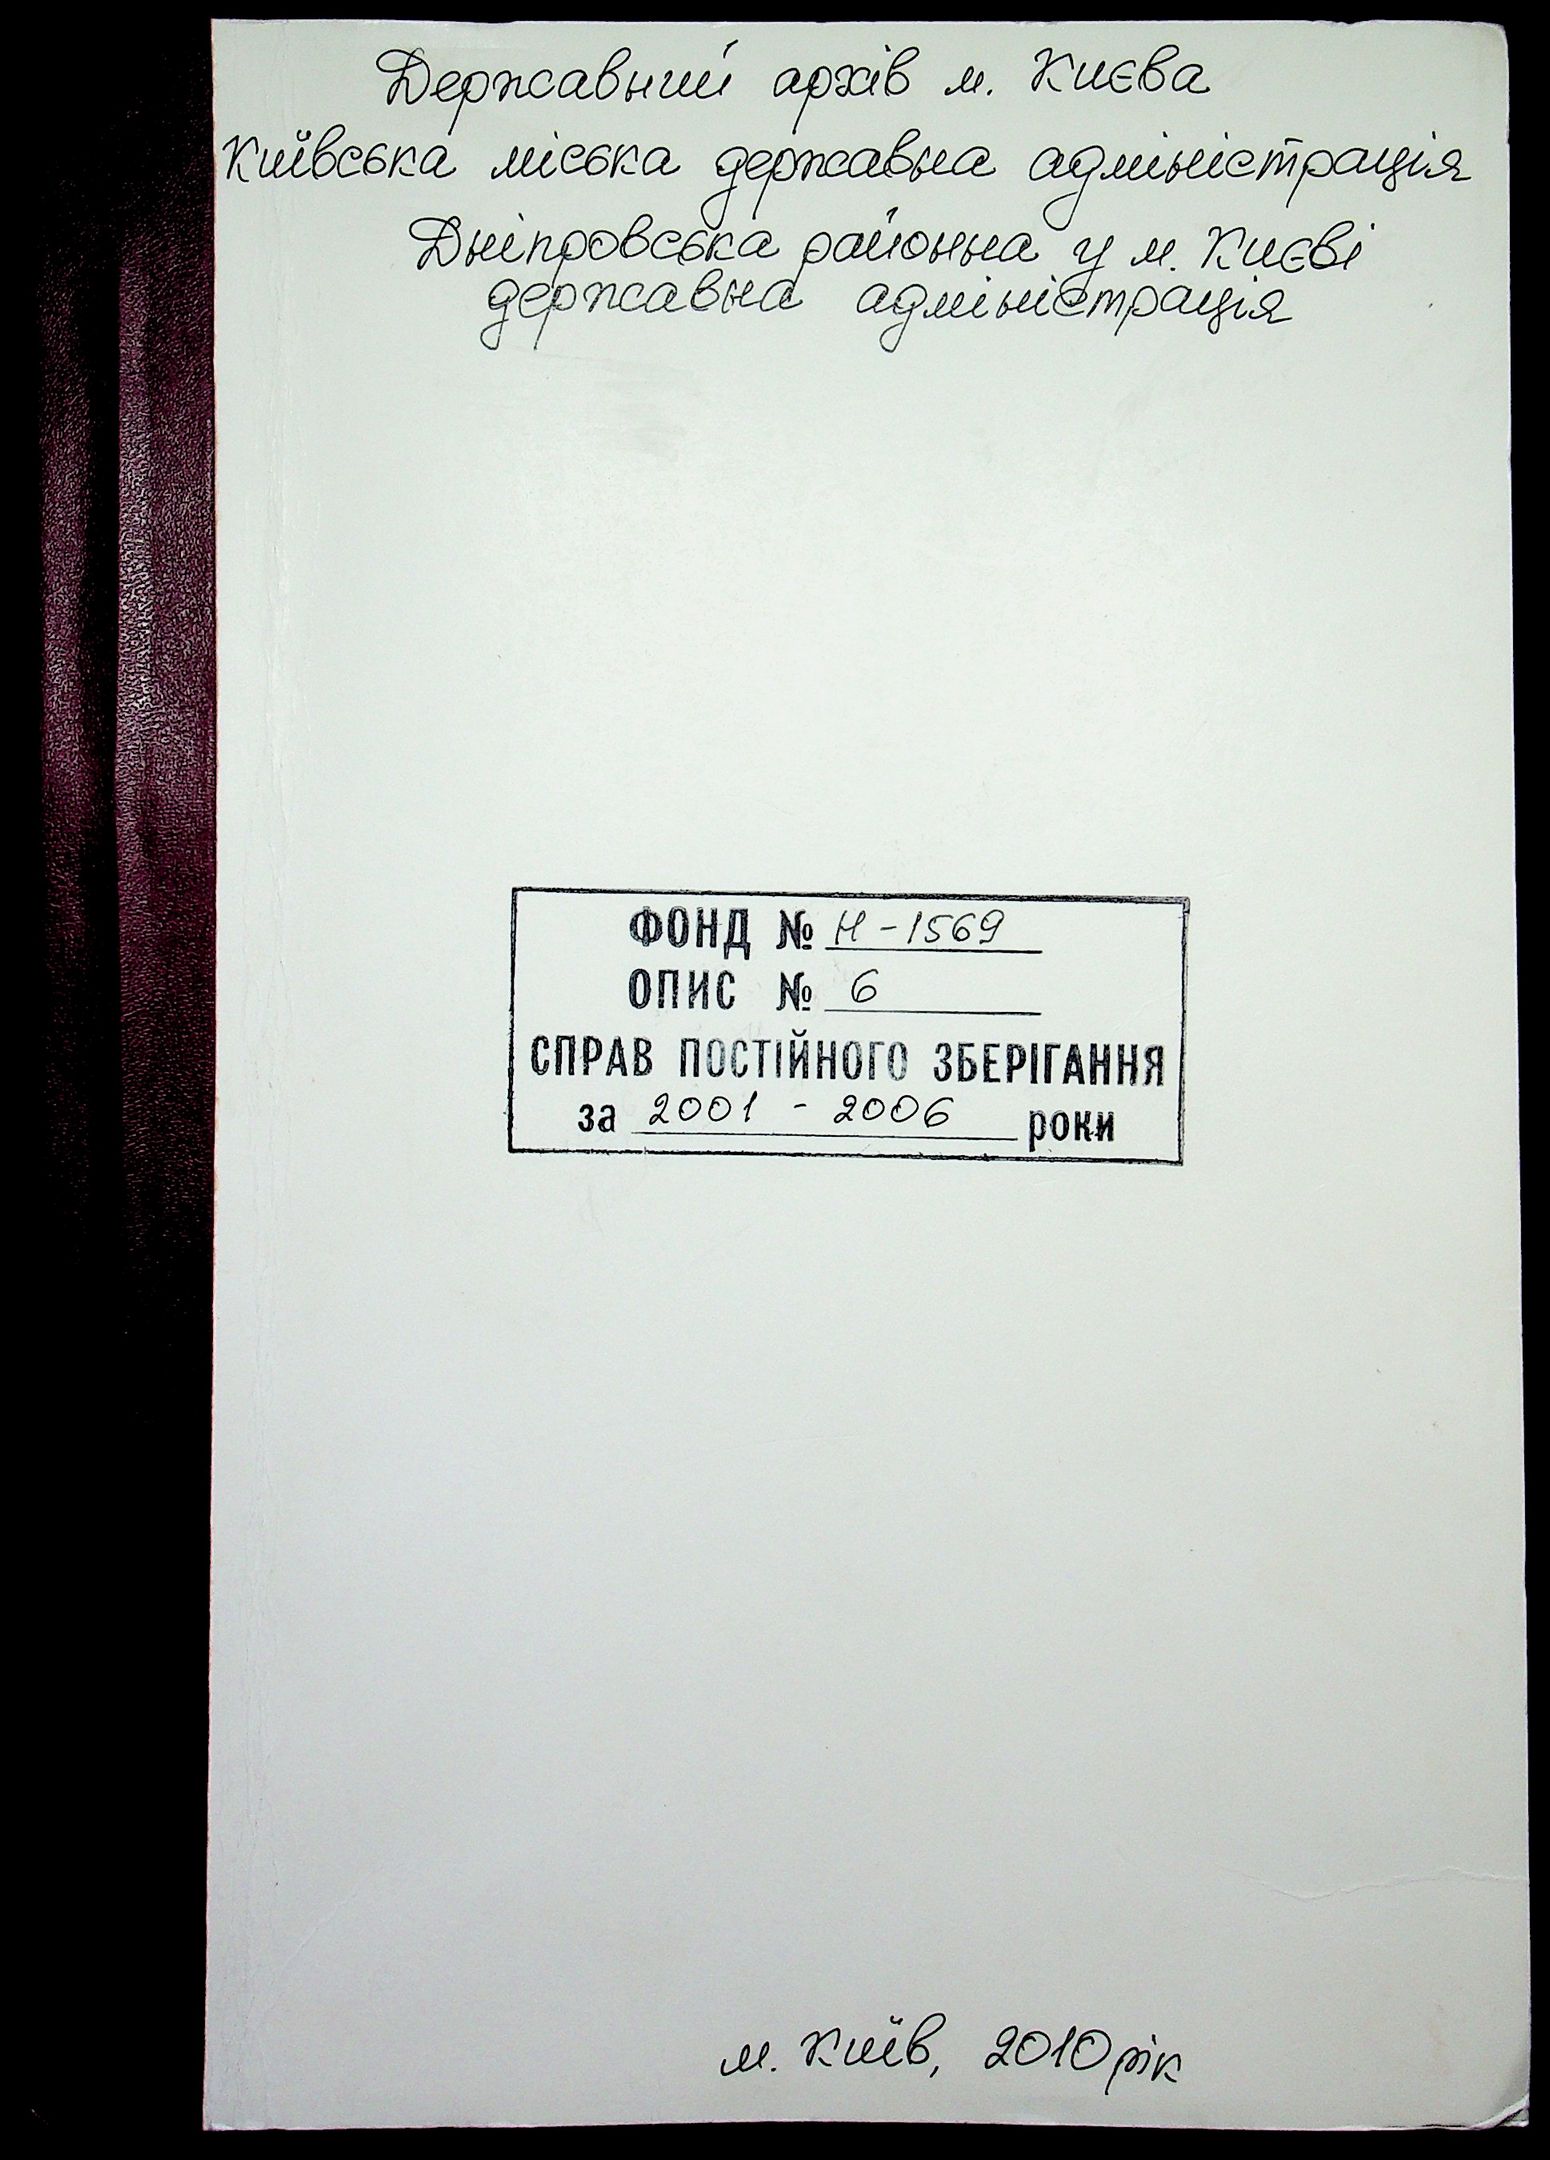 Державний архів м. Києва
Київська міська державна адміністрація
Дніпровська районна у м. Києві
державна адміністрація
ФОНД № Н-1569
ОПИС № 6
СПРАВ ПОСТІЙНОГО ЗБЕРІГАННЯ
за 2001 - 2006 роки
м. Київ, 2010 рік